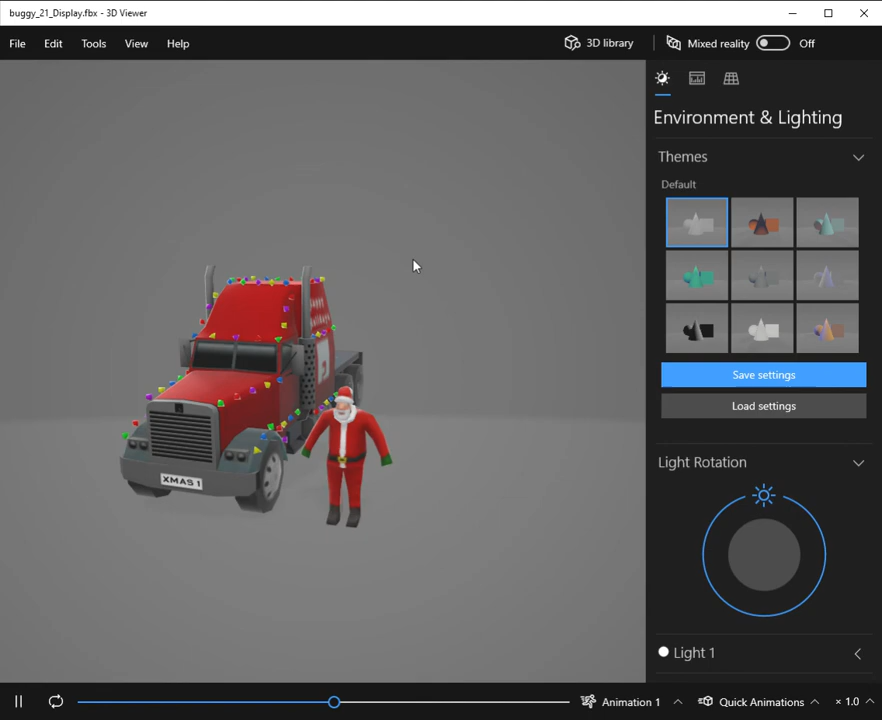 buggy_21_Display.fbx - 3D Viewer
File Edit Tools View Help 3D library Mixed reality Off
Environment & Lighting
Themes
Default
Save settings
Load settings
Light Rotation
XMAS 1
Light 1
Animation 1 Quick Animations × 1.0